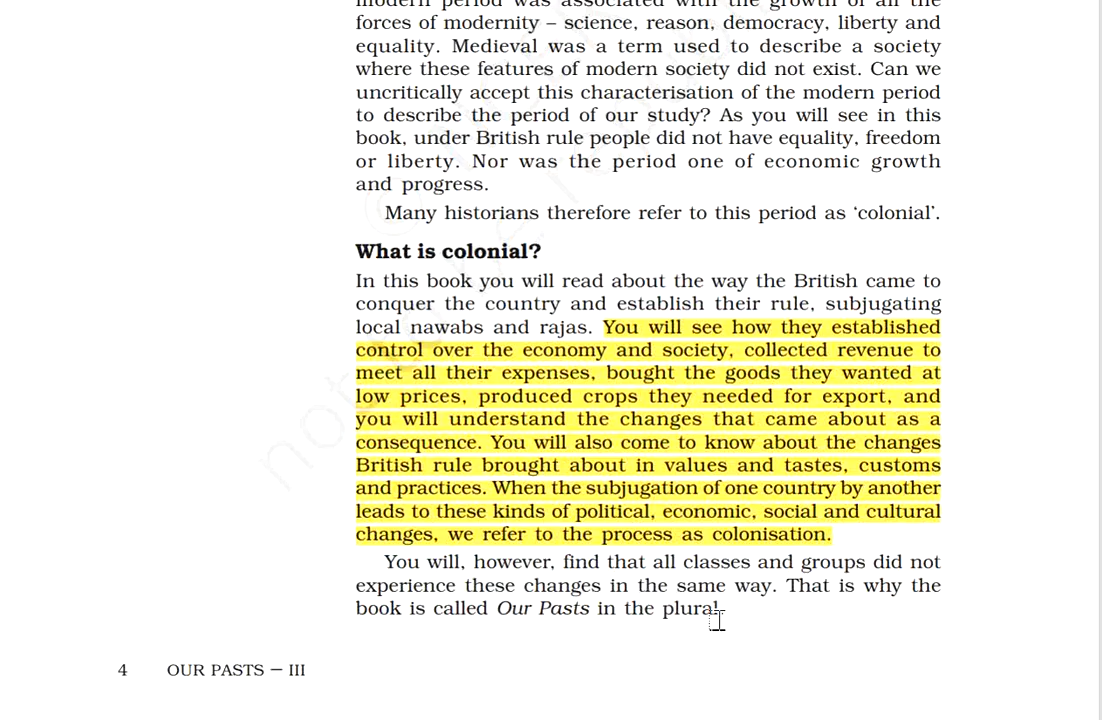 modern period was associated with the growth of all the
forces of modernity – science, reason, democracy, liberty and
equality. Medieval was a term used to describe a society
where these features of modern society did not exist. Can we
uncritically accept this characterisation of the modern period
to describe the period of our study? As you will see in this
book, under British rule people did not have equality, freedom
or liberty. Nor was the period one of economic growth
and progress.
Many historians therefore refer to this period as ‘colonial’.
What is colonial?
In this book you will read about the way the British came to
conquer the country and establish their rule, subjugating
local nawabs and rajas. You will see how they established
control over the economy and society, collected revenue to
meet all their expenses, bought the goods they wanted at
low prices, produced crops they needed for export, and
you will understand the changes that came about as a
consequence. You will also come to know about the changes
British rule brought about in values and tastes, customs
and practices. When the subjugation of one country by another
leads to these kinds of political, economic, social and cultural
changes, we refer to the process as colonisation.
You will, however, find that all classes and groups did not
experience these changes in the same way. That is why the
book is called Our Pasts in the plural.
4 OUR PASTS – III